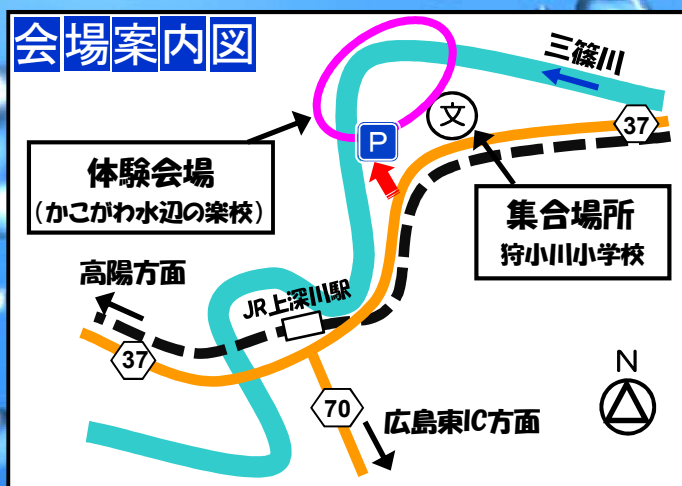 会場案内図
三篠川
文
37
P
体験会場
(かこがわ水辺の楽校)
集合場所
狩小川小学校
高陽方面
JR上深川駅
37
70
広島東IC方面
N